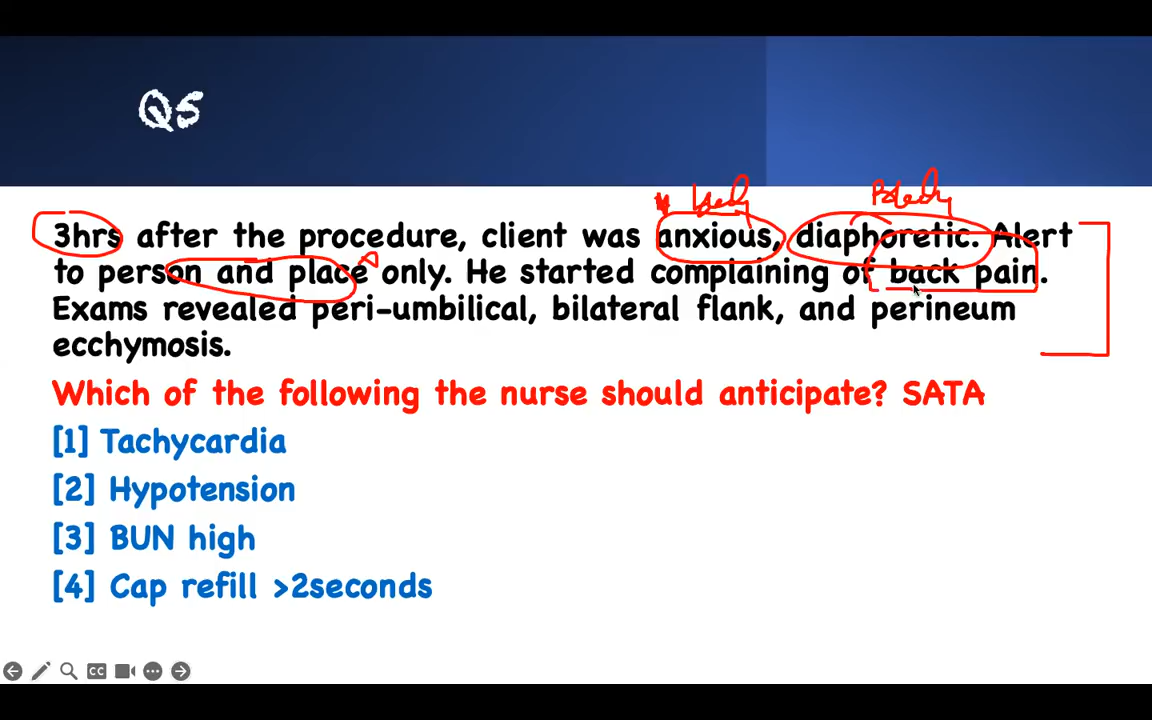 Q5
3hrs after the procedure, client was anxious, diaphoretic. Alert
to person and place only. He started complaining of back pain.
Exams revealed peri-umbilical, bilateral flank, and perineum
ecchymosis.
Which of the following the nurse should anticipate? SATA
[1] Tachycardia
[2] Hypotension
[3] BUN high
[4] Cap refill >2seconds
CC